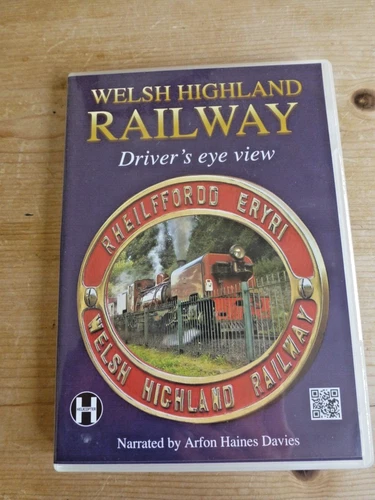 WELSH HIGHLAND
RAILWAY
Driver's eye view
RHEILFFORDD ERYRI
WELSH HIGHLAND RAILWAY
H
Narrated by Arfon Haines Davies